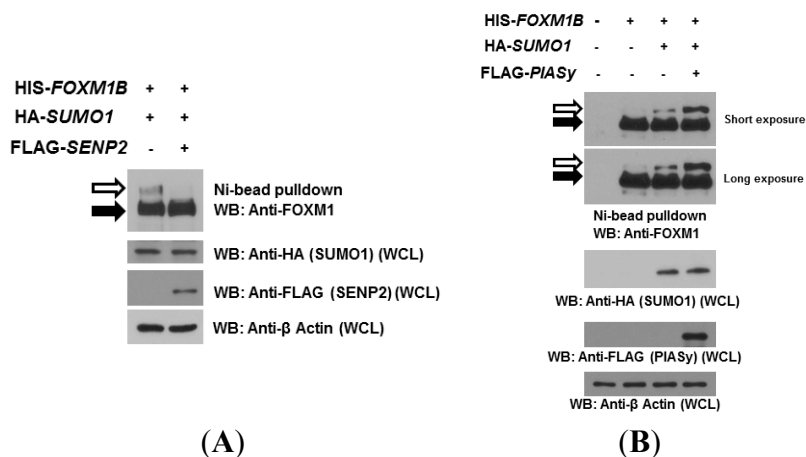 HIS-FOXM1B + +
HA-SUMO1 + +
FLAG-SENP2 - +
Ni-bead pulldown
WB: Anti-FOXM1
WB: Anti-HA (SUMO1) (WCL)
WB: Anti-FLAG (SENP2) (WCL)
WB: Anti-β Actin (WCL)
(A)
HIS-FOXM1B - + + +
HA-SUMO1 - - + +
FLAG-PIASy - - - +
Short exposure
Long exposure
Ni-bead pulldown
WB: Anti-FOXM1
WB: Anti-HA (SUMO1) (WCL)
WB: Anti-FLAG (PIASy) (WCL)
WB: Anti-β Actin (WCL)
(B)